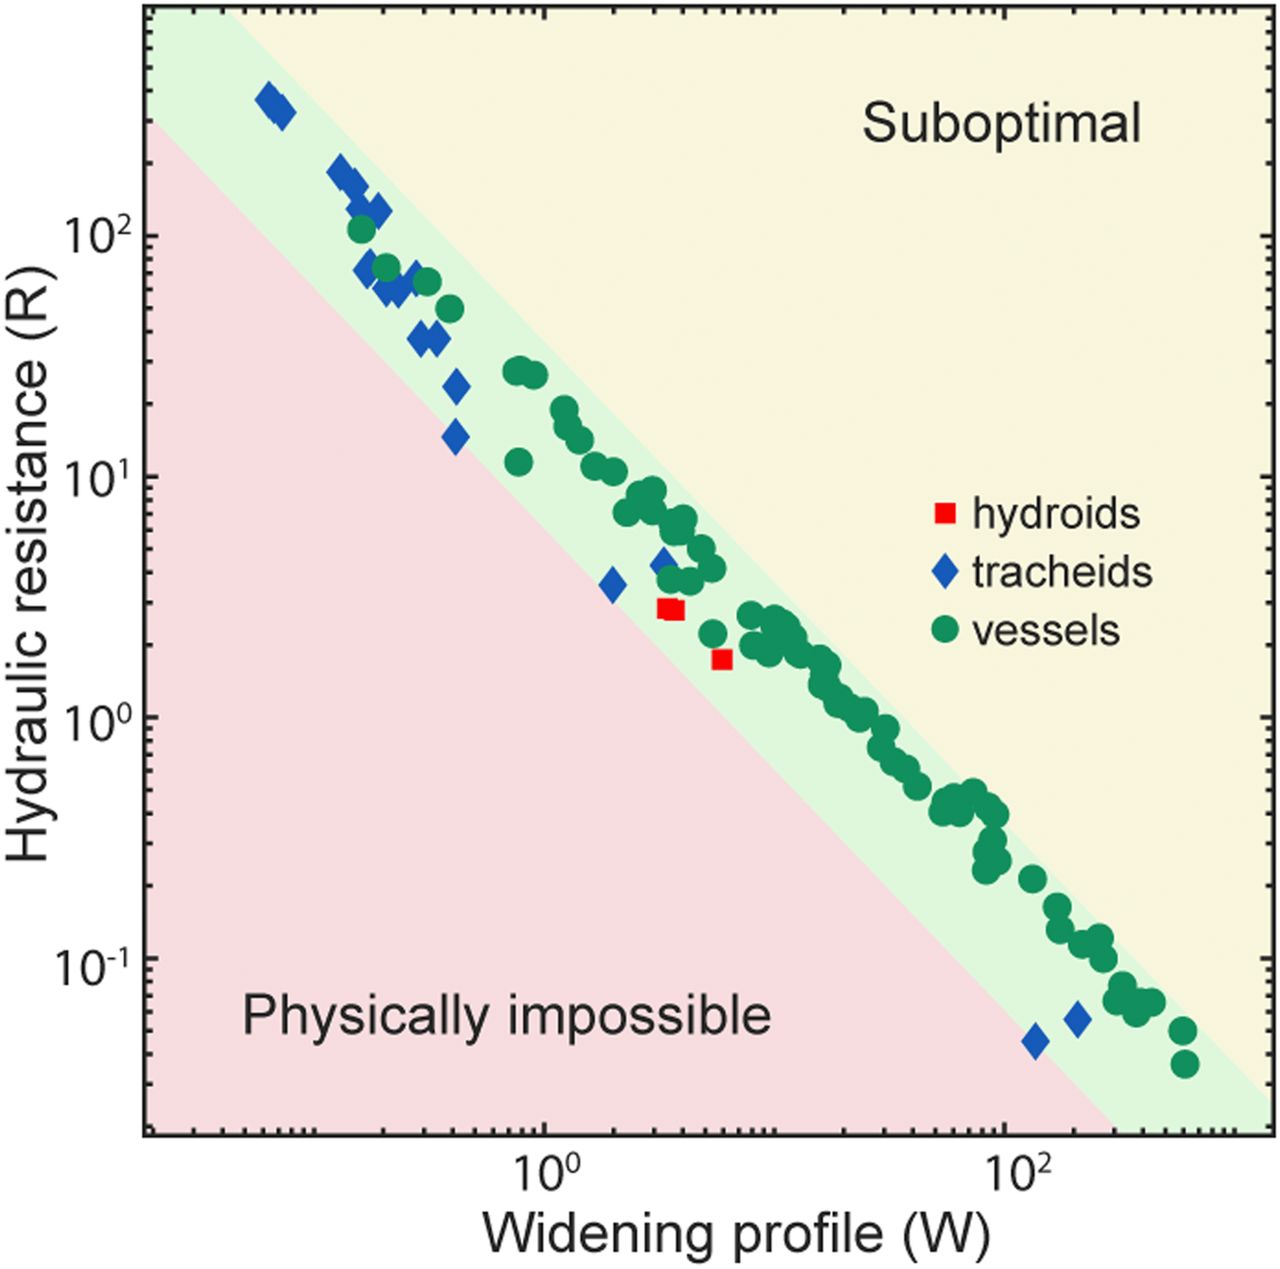 Suboptimal
Hydraulic resistance (R)
10²
10¹
10⁰
10⁻¹
hydroids
tracheids
vessels
Physically impossible
10⁰
10²
Widening profile (W)